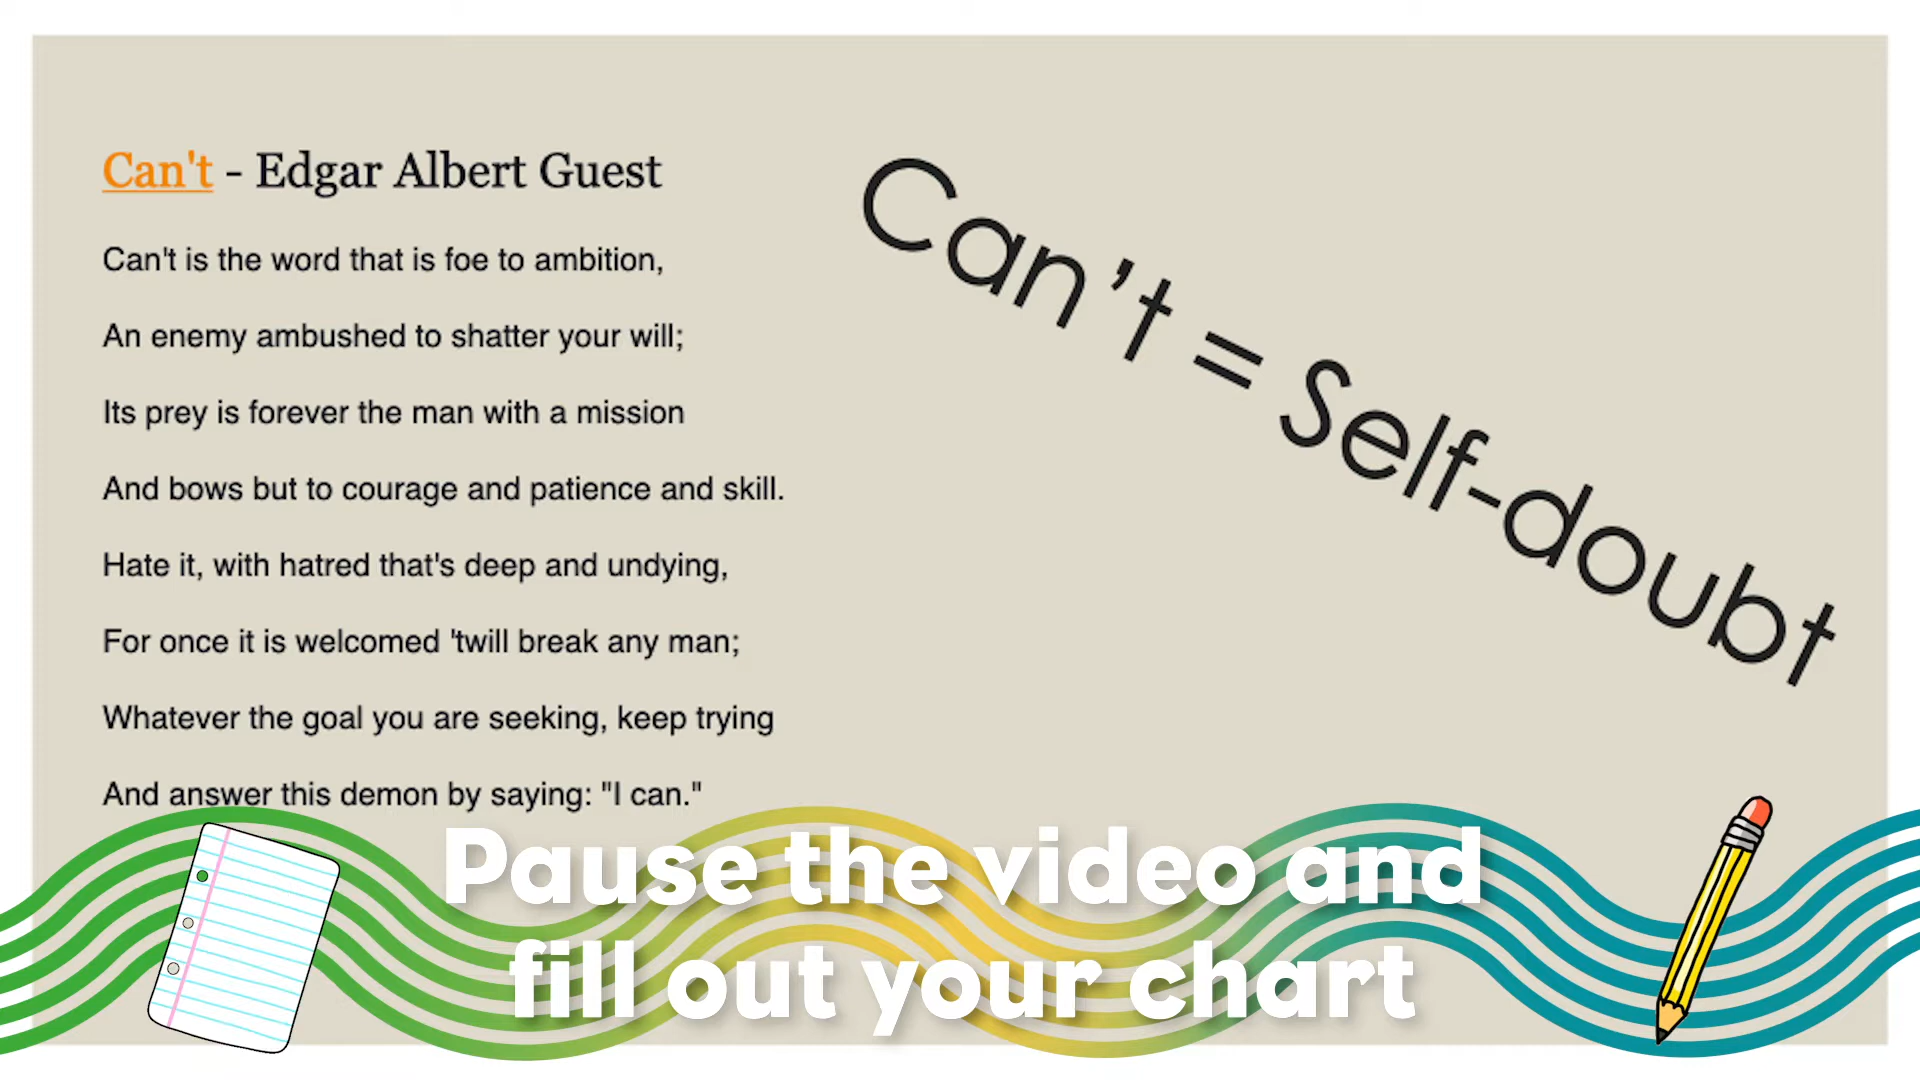 Can't - Edgar Albert Guest
Can't is the word that is foe to ambition,
An enemy ambushed to shatter your will;
Its prey is forever the man with a mission
And bows but to courage and patience and skill.
Hate it, with hatred that's deep and undying,
For once it is welcomed 'twill break any man;
Whatever the goal you are seeking, keep trying
And answer this demon by saying: "I can."
Can't = Self-doubt
Pause the video and
fill out your chart